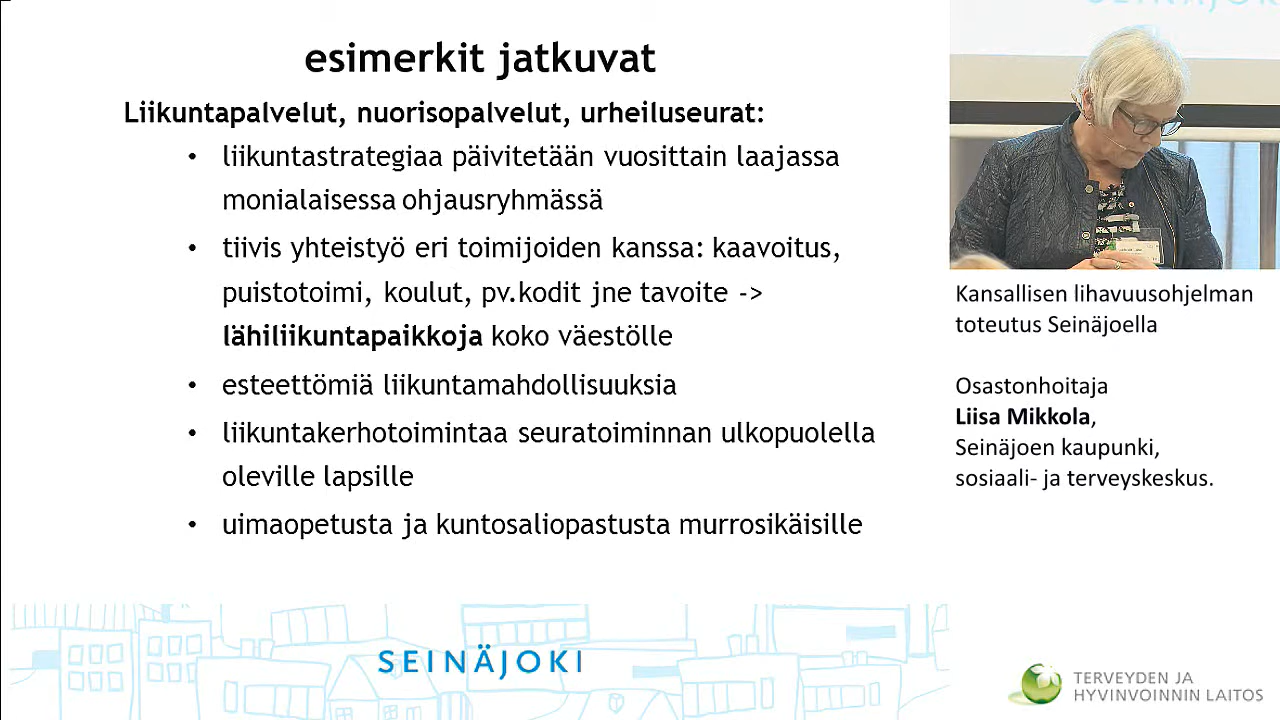 esimerkit jatkuvat
Liikuntapalvelut, nuorisopalvelut, urheiluseurat:
• liikuntastrategiaa päivitetään vuosittain laajassa
monialaisessa ohjausryhmässä
• tiivis yhteistyö eri toimijoiden kanssa: kaavoitus,
puistotoimi, koulut, pv.kodit jne tavoite ->
lähiliikuntapaikkoja koko väestölle
• esteettömiä liikuntamahdollisuuksia
• liikuntakerhotoimintaa seuratoiminnan ulkopuolella
oleville lapsille
• uimaopetusta ja kuntosaliopastusta murrosikäisille
SEINÄJOKI
Kansallisen lihavuusohjelman
toteutus Seinäjoella
Osastonhoitaja
Liisa Mikkola,
Seinäjoen kaupunki,
sosiaali- ja terveyskeskus.
TERVEYDEN JA
HYVINVOINNIN LAITOS